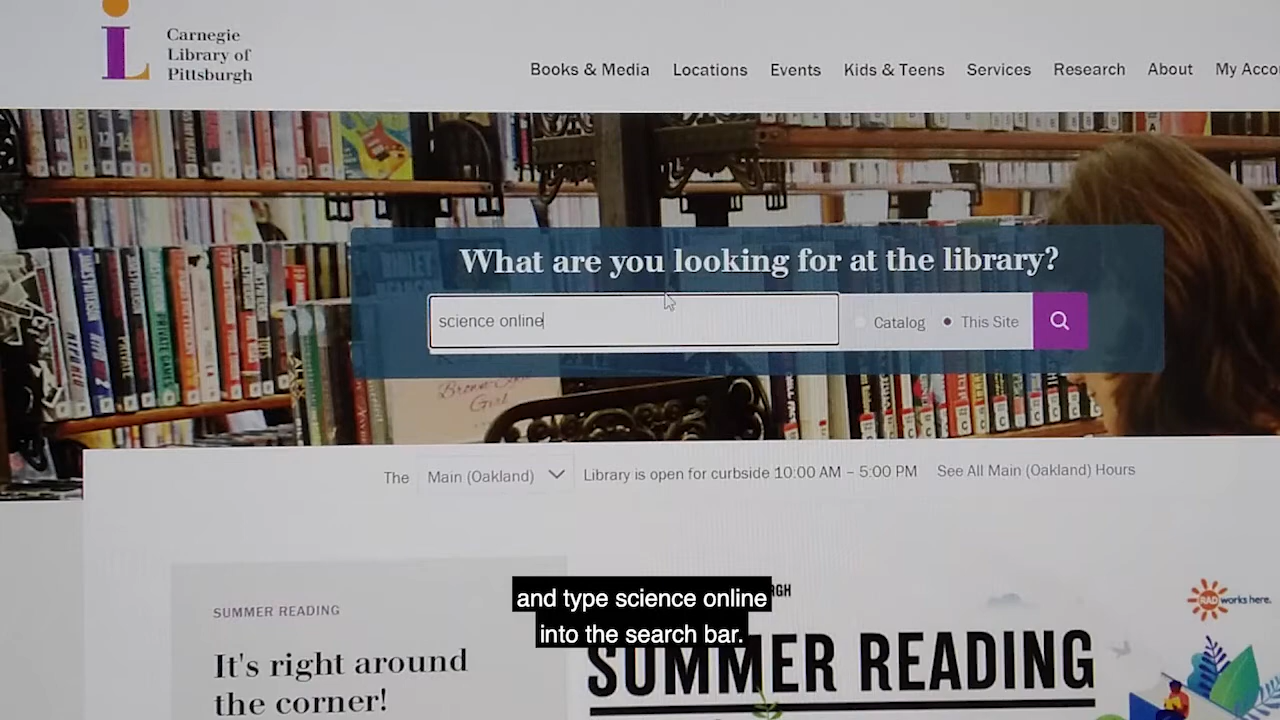 Carnegie
Library of
Pittsburgh
Books & Media Locations Events Kids & Teens Services Research About My Acco
What are you looking for at the library?
science online
Catalog This Site
The Main (Oakland) Library is open for curbside 10:00 AM – 5:00 PM See All Main (Oakland) Hours
SUMMER READING
It's right around
the corner!
RGH
SUMMER READING
RAD works here.
and type science online
into the search bar.